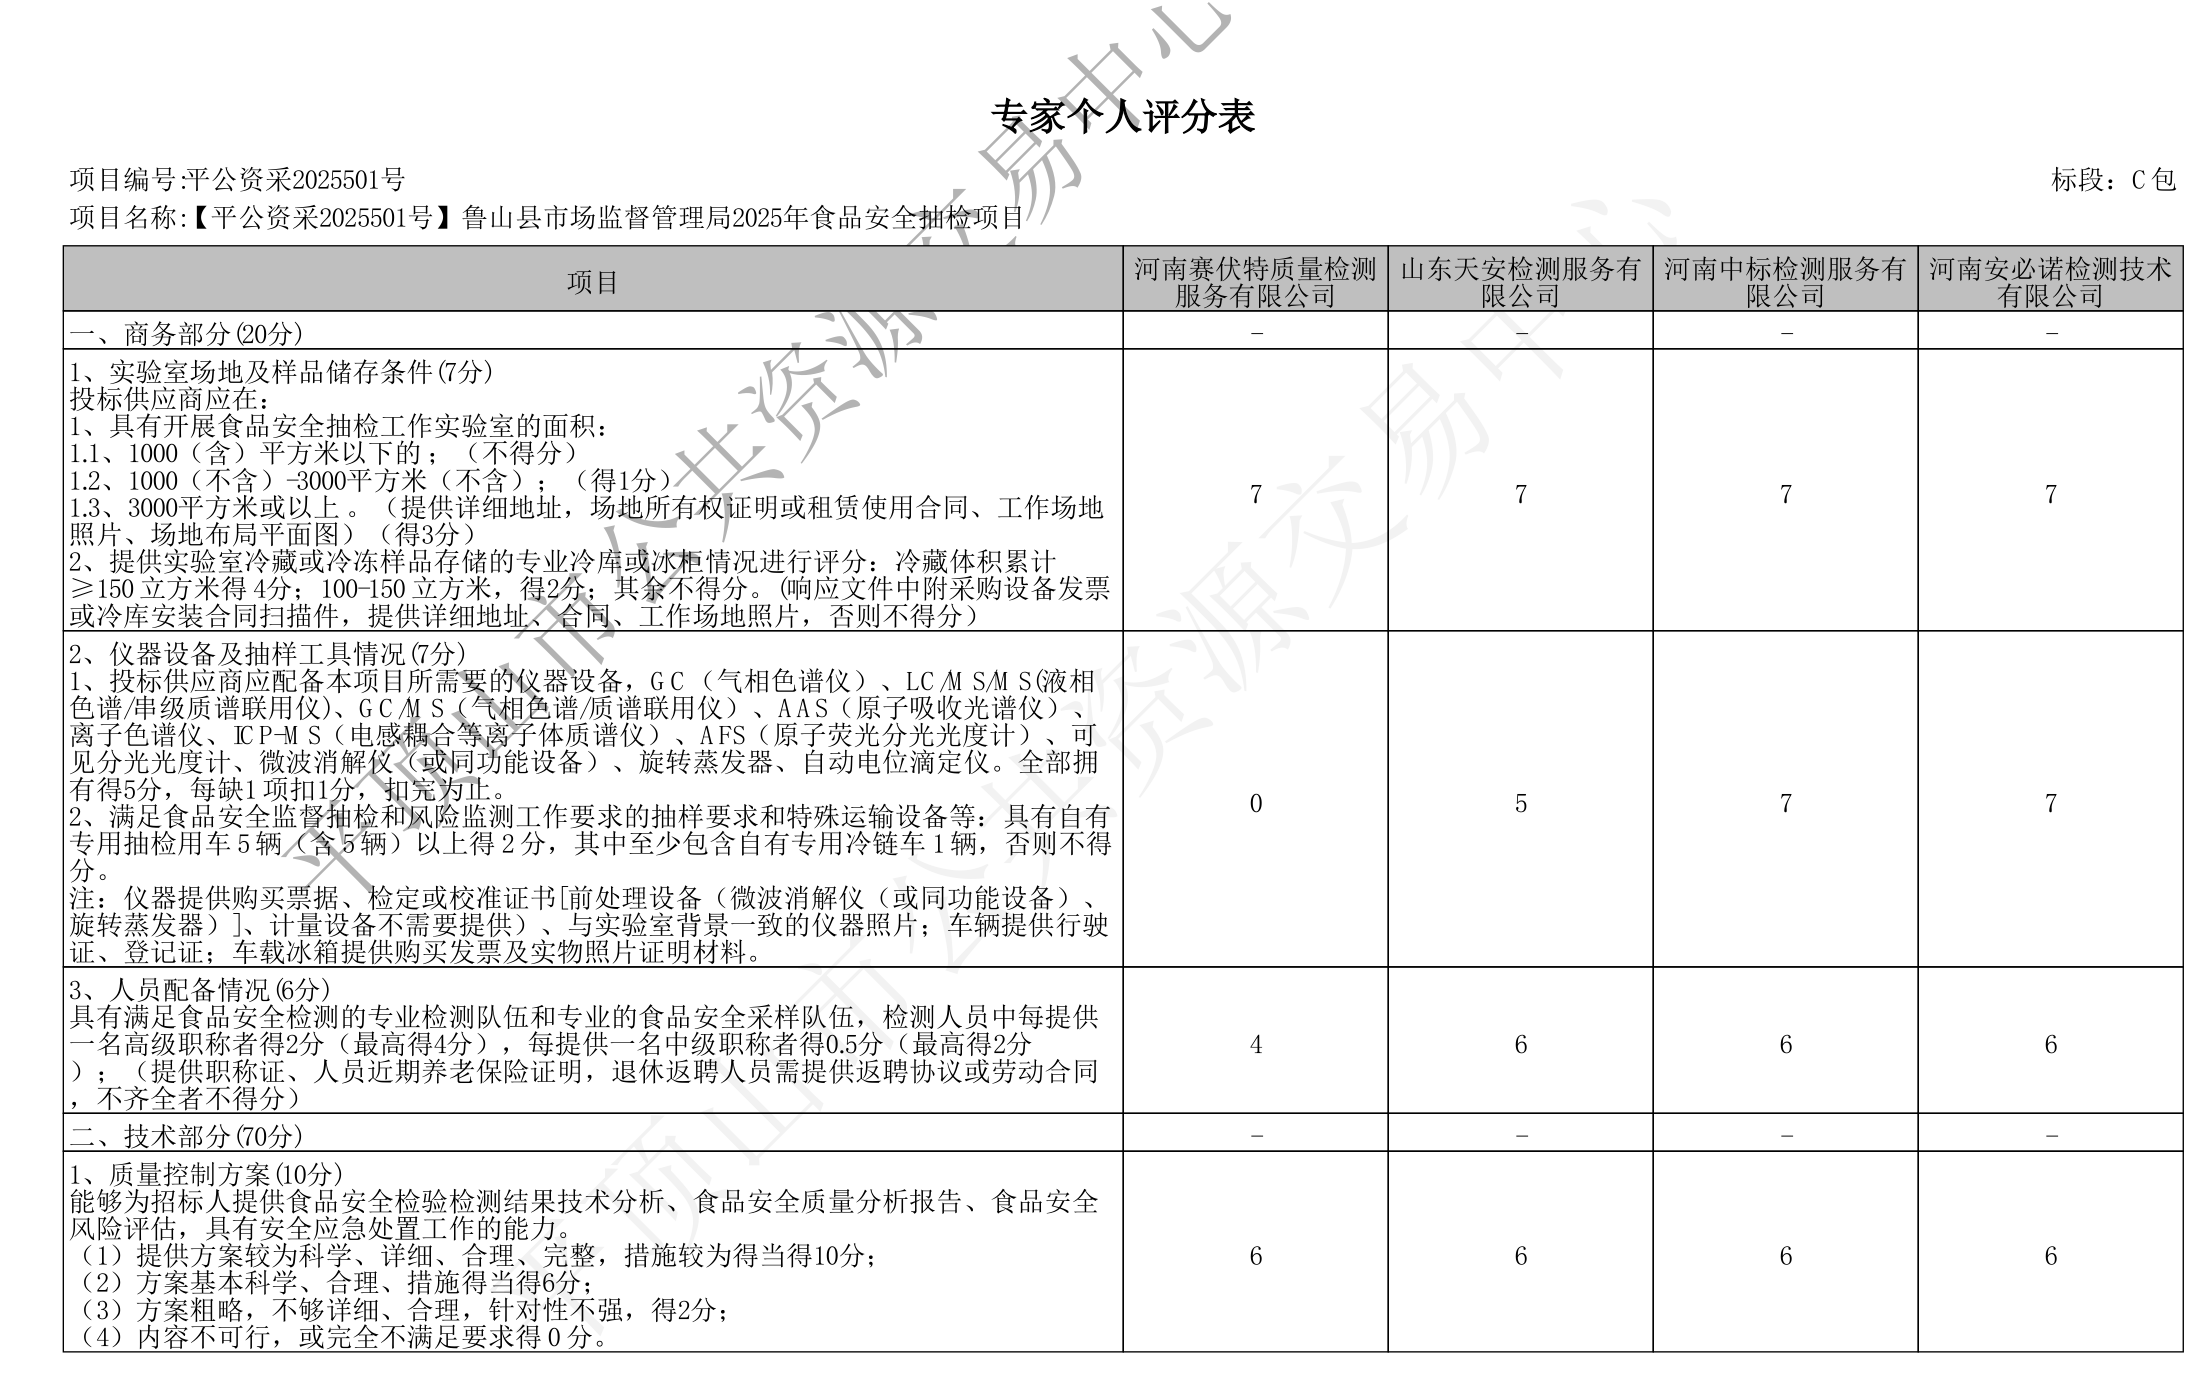 专家个人评分表
项目编号:平公资采2025501号
标段：C包
项目名称:【平公资采2025501号】鲁山县市场监督管理局2025年食品安全抽检项目
项目
河南赛伏特质量检测
服务有限公司
山东天安检测服务有
限公司
河南中标检测服务有
限公司
河南安必诺检测技术
有限公司
一、商务部分(20分)
-
-
-
-
1、实验室场地及样品储存条件(7分)
投标供应商应在：
1、具有开展食品安全抽检工作实验室的面积：
1.1、1000（含）平方米以下的；（不得分）
1.2、1000（不含）-3000平方米（不含）；（得1分）
1.3、3000平方米或以上 。（提供详细地址，场地所有权证明或租赁使用合同、工作场地
照片、场地布局平面图）（得3分）
2、提供实验室冷藏或冷冻样品存储的专业冷库或冰柜情况进行评分：冷藏体积累计
≥150 立方米得 4分；100-150 立方米，得2分；其余不得分。(响应文件中附采购设备发票
或冷库安装合同扫描件，提供详细地址、合同、工作场地照片，否则不得分）
7
7
7
7
2、仪器设备及抽样工具情况(7分)
1、投标供应商应配备本项目所需要的仪器设备，GC（气相色谱仪）、LC/MS/MS(液相
色谱/串级质谱联用仪)、GC/MS（气相色谱/质谱联用仪）、AAS（原子吸收光谱仪）、
离子色谱仪、ICP-MS（电感耦合等离子体质谱仪）、AFS（原子荧光分光光度计）、可
见分光光度计、微波消解仪（或同功能设备）、旋转蒸发器、自动电位滴定仪。全部拥
有得5分，每缺1 项扣1分，扣完为止。
2、满足食品安全监督抽检和风险监测工作要求的抽样要求和特殊运输设备等：具有自有
专用抽检用车 5 辆（含 5 辆）以上得 2 分，其中至少包含自有专用冷链车 1 辆，否则不得
分。
注：仪器提供购买票据、检定或校准证书[前处理设备（微波消解仪（或同功能设备）、
旋转蒸发器）]、计量设备不需要提供）、与实验室背景一致的仪器照片；车辆提供行驶
证、登记证；车载冰箱提供购买发票及实物照片证明材料。
0
5
7
7
3、人员配备情况(6分)
具有满足食品安全检测的专业检测队伍和专业的食品安全采样队伍，检测人员中每提供
一名高级职称者得2分（最高得4分），每提供一名中级职称者得0.5分（最高得2分
）；（提供职称证、人员近期养老保险证明，退休返聘人员需提供返聘协议或劳动合同
，不齐全者不得分）
4
6
6
6
二、技术部分(70分)
-
-
-
-
1、质量控制方案(10分)
能够为招标人提供食品安全检验检测结果技术分析、食品安全质量分析报告、食品安全
风险评估，具有安全应急处置工作的能力。
（1）提供方案较为科学、详细、合理、完整，措施较为得当得10分；
（2）方案基本科学、合理、措施得当得6分；
（3）方案粗略，不够详细、合理，针对性不强，得2分；
（4）内容不可行，或完全不满足要求得 0 分。
6
6
6
6
平顶山市公共资源交易中心
平顶山市公共资源交易中心